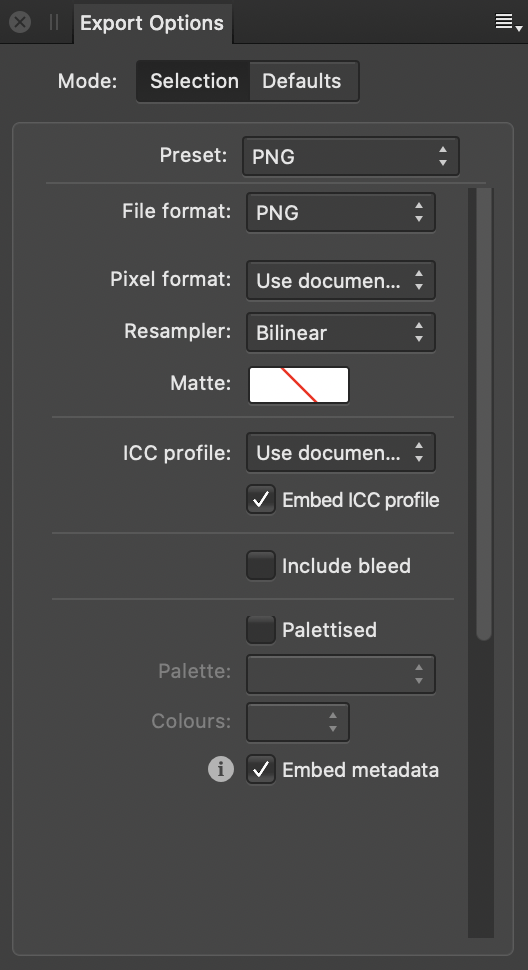 Export Options
Mode: Selection Defaults
Preset: PNG
File format: PNG
Pixel format: Use documen...
Resampler: Bilinear
Matte:
ICC profile: Use documen...
Embed ICC profile
Include bleed
Palettised
Palette:
Colours:
i Embed metadata